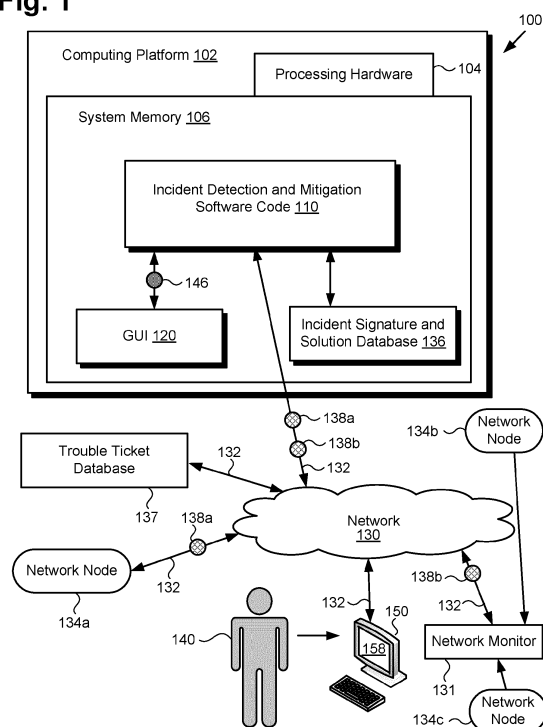 Fig. 1
100
Computing Platform 102
Processing Hardware
104
System Memory 106
Incident Detection and Mitigation
Software Code 110
146
GUI 120
Incident Signature and
Solution Database 136
138a
138b
132
134b
Network
Node
Trouble Ticket
Database
137
132
138a
132
Network
130
Network Node
134a
138b
132
132
150
140
158
Network Monitor
131
134c
Network
Node